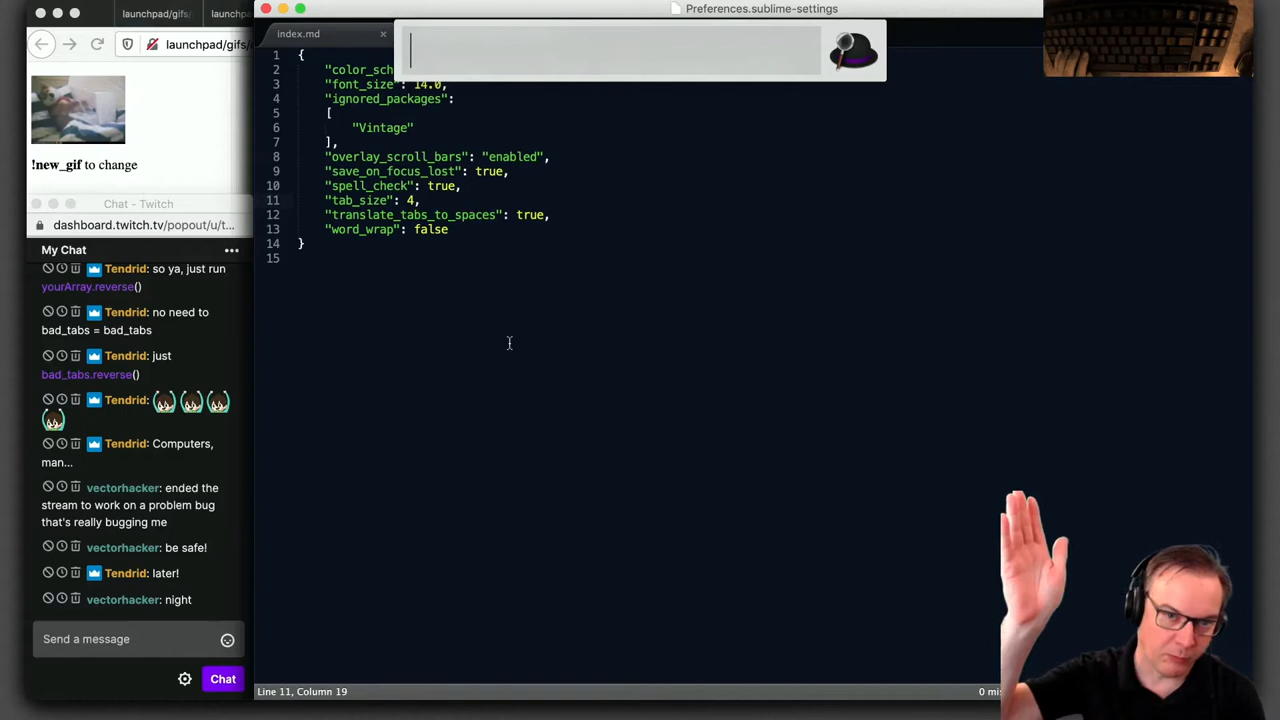 launchpad/gifs/
launchpa
launchpad/gifs/
!new_gif to change
Chat - Twitch
dashboard.twitch.tv/popout/u/t...
My Chat
Tendrid: so ya, just run
yourArray.reverse()
Tendrid: no need to
bad_tabs = bad_tabs
Tendrid: just
bad_tabs.reverse()
Tendrid:
Tendrid: Computers,
man...
vectorhacker: ended the
stream to work on a problem bug
that's really bugging me
vectorhacker: be safe!
Tendrid: later!
vectorhacker: night
Send a message
Chat
Preferences.sublime-settings
index.md
1 {
2 "color_sch
3 "font_size": 14.0,
4 "ignored_packages":
5 [
6 "Vintage"
7 ],
8 "overlay_scroll_bars": "enabled",
9 "save_on_focus_lost": true,
10 "spell_check": true,
11 "tab_size": 4,
12 "translate_tabs_to_spaces": true,
13 "word_wrap": false
14 }
15
Line 11, Column 19
0 mis